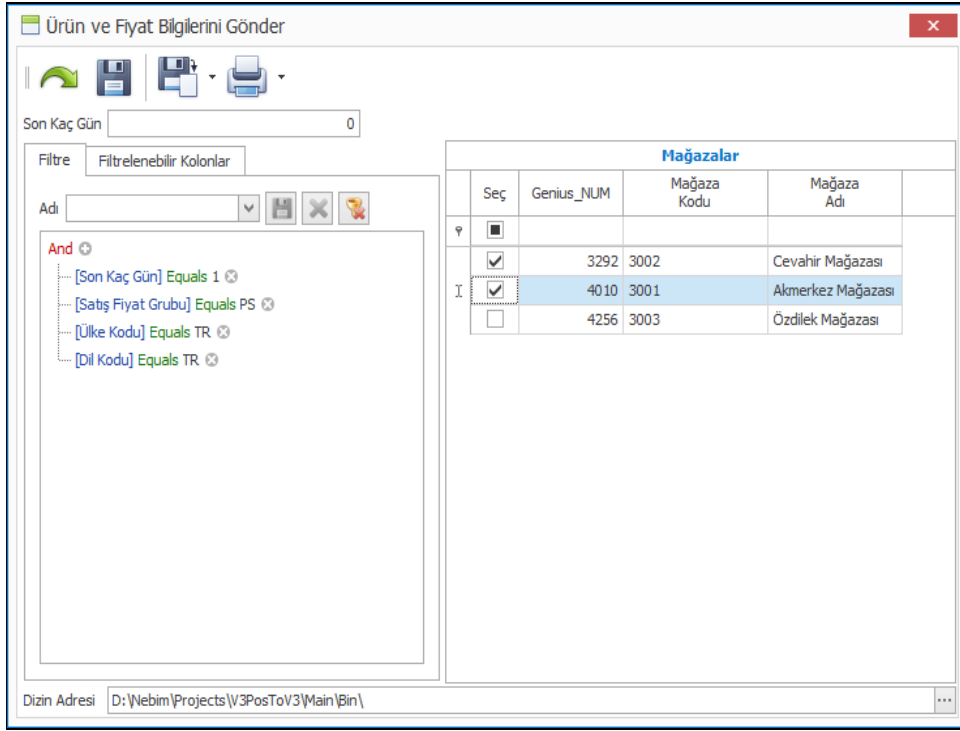 Ürün ve Fiyat Bilgilerini Gönder
Son Kaç Gün 0
Filtre Filtrelenebilir Kolonlar
Adı
And
[Son Kaç Gün] Equals 1
[Satış Fiyat Grubu] Equals PS
[Ülke Kodu] Equals TR
[Dil Kodu] Equals TR
Mağazalar
Seç Genius_NUM Mağaza Kodu Mağaza Adı
3292 3002 Cevahir Mağazası
4010 3001 Akmerkez Mağazası
4256 3003 Özdilek Mağazası
Dizin Adresi D:\Nebim\Projects\V3PosToV3\Main\Bin\